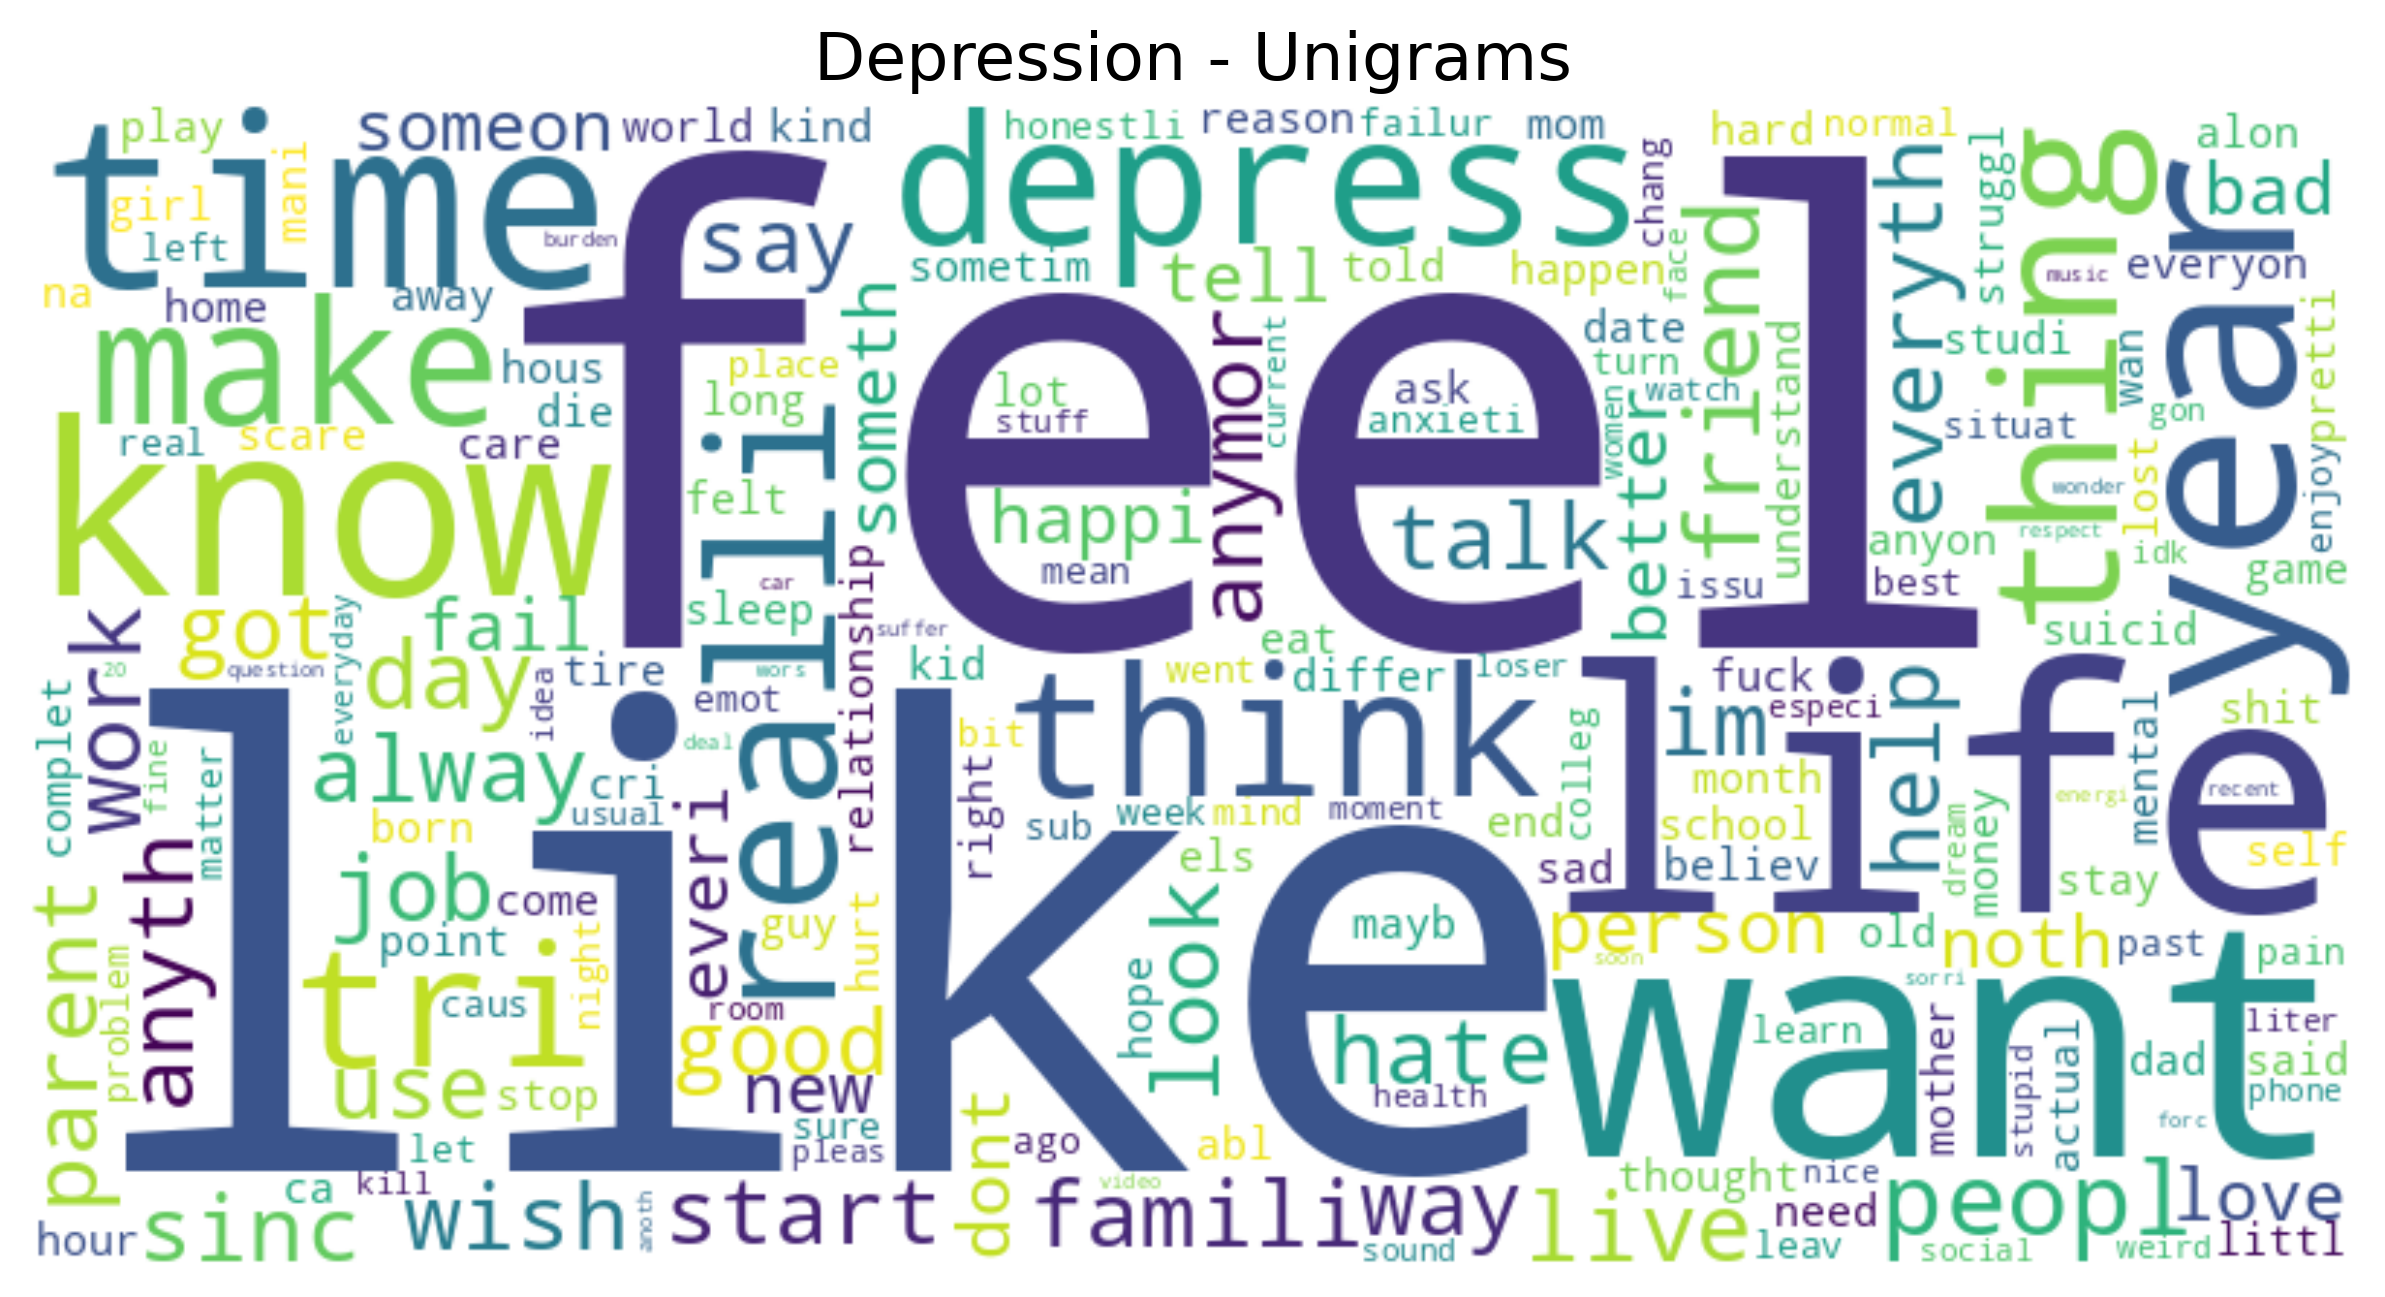 Depression - Unigrams
play
someon
world
kind
honestli
reason
failur
mom
hard
normal
alon
time
mani
girl
left
burden
say
depress
chang
everyth
struggl
thing
bad
year
na
home
away
sometim
tell
told
happen
face
friend
music
everyon
make
feel
someth
anymor
current
date
turn
watch
understand
studi
wan
pretti
hous
place
long
lot
stuff
ask
anxieti
women
better
situat
gon
enjoy
die
real
scare
care
know
felt
happi
mean
talk
issu
anyon
best
wonder
respect
lost
idk
game
really
car
sleep
relationship
suffer
eat
suicid
work
got
fail
everyday
20
question
day
idea
tire
emot
wors
kid
went
differ
loser
fuck
especi
help
mental
shit
complet
fine
matter
like
alway
cri
usual
deal
bit
right
think
colleg
im
month
life
recent
energi
born
everi
sub
week
mind
moment
end
school
dream
money
self
anyth
job
come
guy
hurt
els
look
sad
believ
stay
parent
problem
point
tri
night
caus
mayb
person
soon
old
noth
past
pain
room
good
hope
hate
want
sorri
learn
mother
stupid
actual
dad
liter
said
phone
forc
use
stop
new
health
let
sure
pleas
dont
ago
abl
video
ca
kill
thought
nice
hour
sinc
wish
anoth
start
famili
way
sound
live
need
leav
peopl
social
weird
love
littl